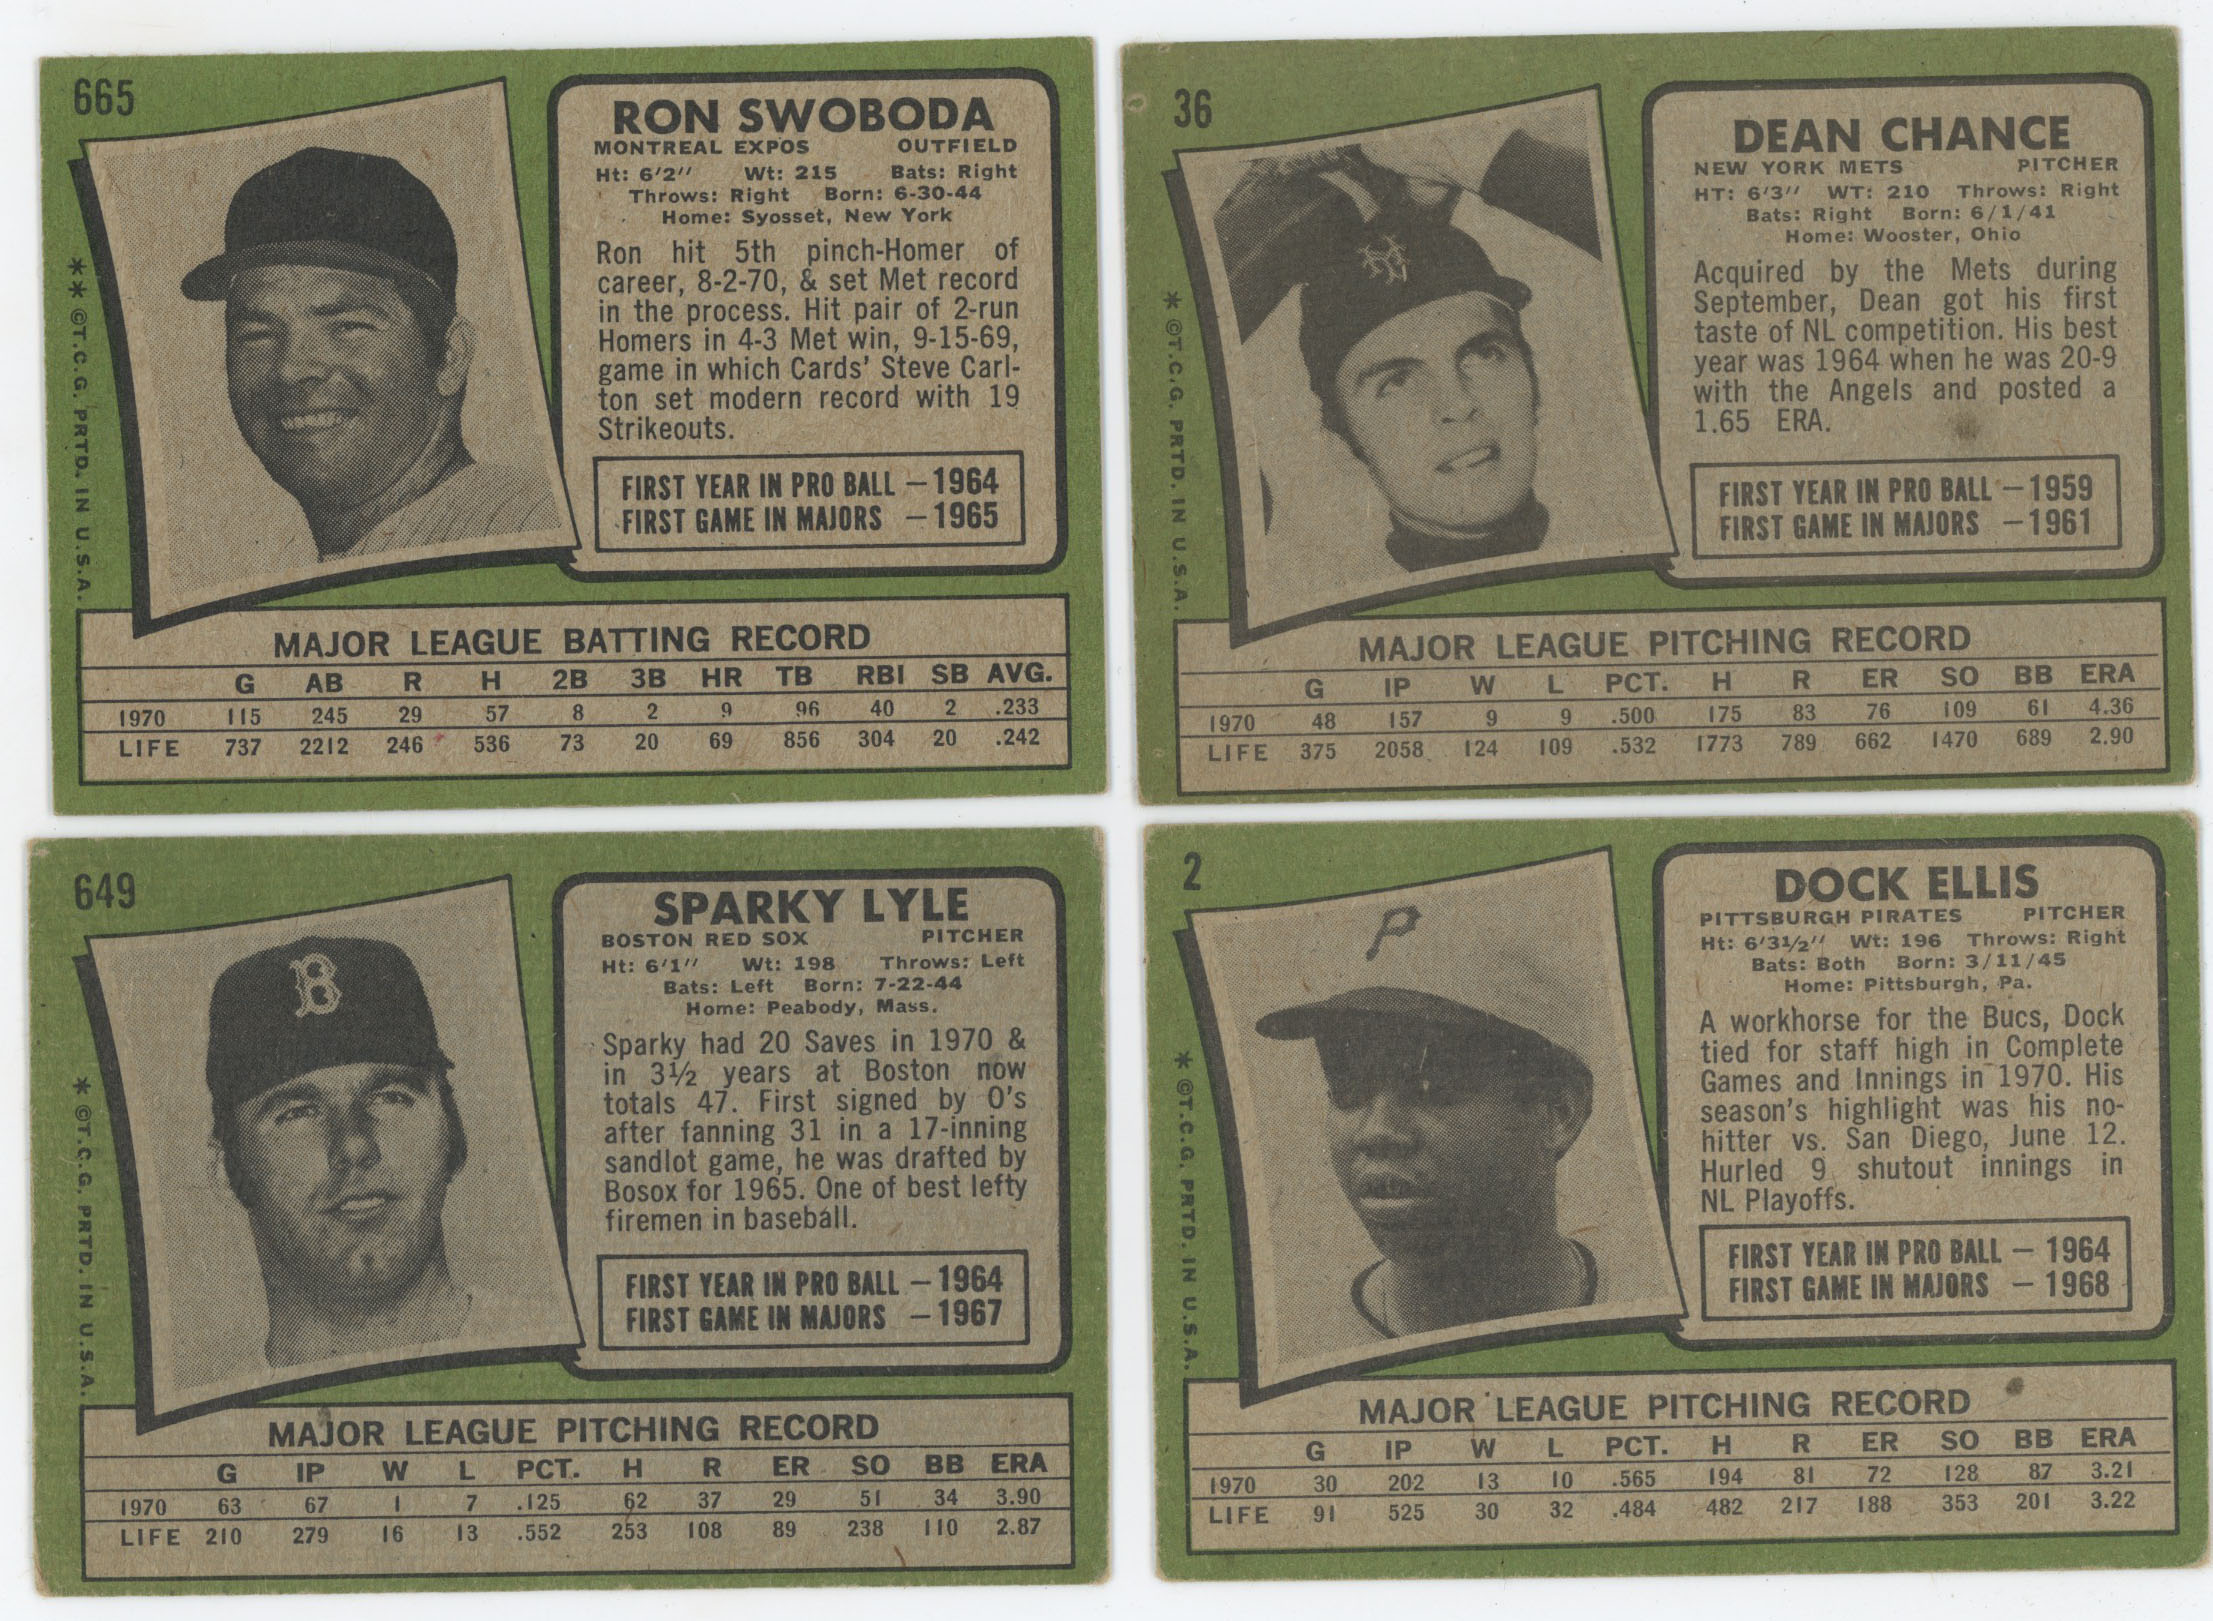 665
RON SWOBODA
MONTREAL EXPOS OUTFIELD
Ht: 6'2" Wt: 215 Bats: Right
Throws: Right Born: 6-30-44
Home: Syosset, New York
Ron hit 5th pinch-Homer of
career, 8-2-70, & set Met record
in the process. Hit pair of 2-run
Homers in 4-3 Met win, 9-15-69,
game in which Cards' Steve Carl-
ton set modern record with 19
Strikeouts.
FIRST YEAR IN PRO BALL – 1964
FIRST GAME IN MAJORS – 1965
** ©T.C.G. PRTD. IN U.S.A.
MAJOR LEAGUE BATTING RECORD
G AB R H 2B 3B HR TB RBI SB AVG.
1970 115 245 29 57 8 2 9 96 40 2 .233
LIFE 737 2212 246 536 73 20 69 856 304 20 .242
36
DEAN CHANCE
NEW YORK METS PITCHER
HT: 6'3" WT: 210 Throws: Right
Bats: Right Born: 6/1/41
Home: Wooster, Ohio
Acquired by the Mets during
September, Dean got his first
taste of NL competition. His best
year was 1964 when he was 20-9
with the Angels and posted a
1.65 ERA.
FIRST YEAR IN PRO BALL – 1959
FIRST GAME IN MAJORS – 1961
* ©T.C.G. PRTD. IN U.S.A.
MAJOR LEAGUE PITCHING RECORD
G IP W L PCT. H R ER SO BB ERA
1970 48 157 9 9 .500 175 83 76 109 61 4.36
LIFE 375 2058 124 109 .532 1773 789 662 1470 689 2.90
649
B
SPARKY LYLE
BOSTON RED SOX PITCHER
Ht: 6'1" Wt: 198 Throws: Left
Bats: Left Born: 7-22-44
Home: Peabody, Mass.
Sparky had 20 Saves in 1970 &
in 3½ years at Boston now
totals 47. First signed by O's
after fanning 31 in a 17-inning
sandlot game, he was drafted by
Bosox for 1965. One of best lefty
firemen in baseball.
FIRST YEAR IN PRO BALL – 1964
FIRST GAME IN MAJORS – 1967
* ©T.C.G. PRTD. IN U.S.A.
MAJOR LEAGUE PITCHING RECORD
G IP W L PCT. H R ER SO BB ERA
1970 63 67 1 7 .125 62 37 29 51 34 3.90
LIFE 210 279 16 13 .552 253 108 89 238 110 2.87
2
P
DOCK ELLIS
PITTSBURGH PIRATES PITCHER
Ht: 6'3½" Wt: 196 Throws: Right
Bats: Both Born: 3/11/45
Home: Pittsburgh, Pa.
A workhorse for the Bucs, Dock
tied for staff high in Complete
Games and Innings in 1970. His
season's highlight was his no-
hitter vs. San Diego, June 12.
Hurled 9 shutout innings in
NL Playoffs.
FIRST YEAR IN PRO BALL – 1964
FIRST GAME IN MAJORS – 1968
* ©T.C.G. PRTD. IN U.S.A.
MAJOR LEAGUE PITCHING RECORD
G IP W L PCT. H R ER SO BB ERA
1970 30 202 13 10 .565 194 81 72 128 87 3.21
LIFE 91 525 30 32 .484 482 217 188 353 201 3.22